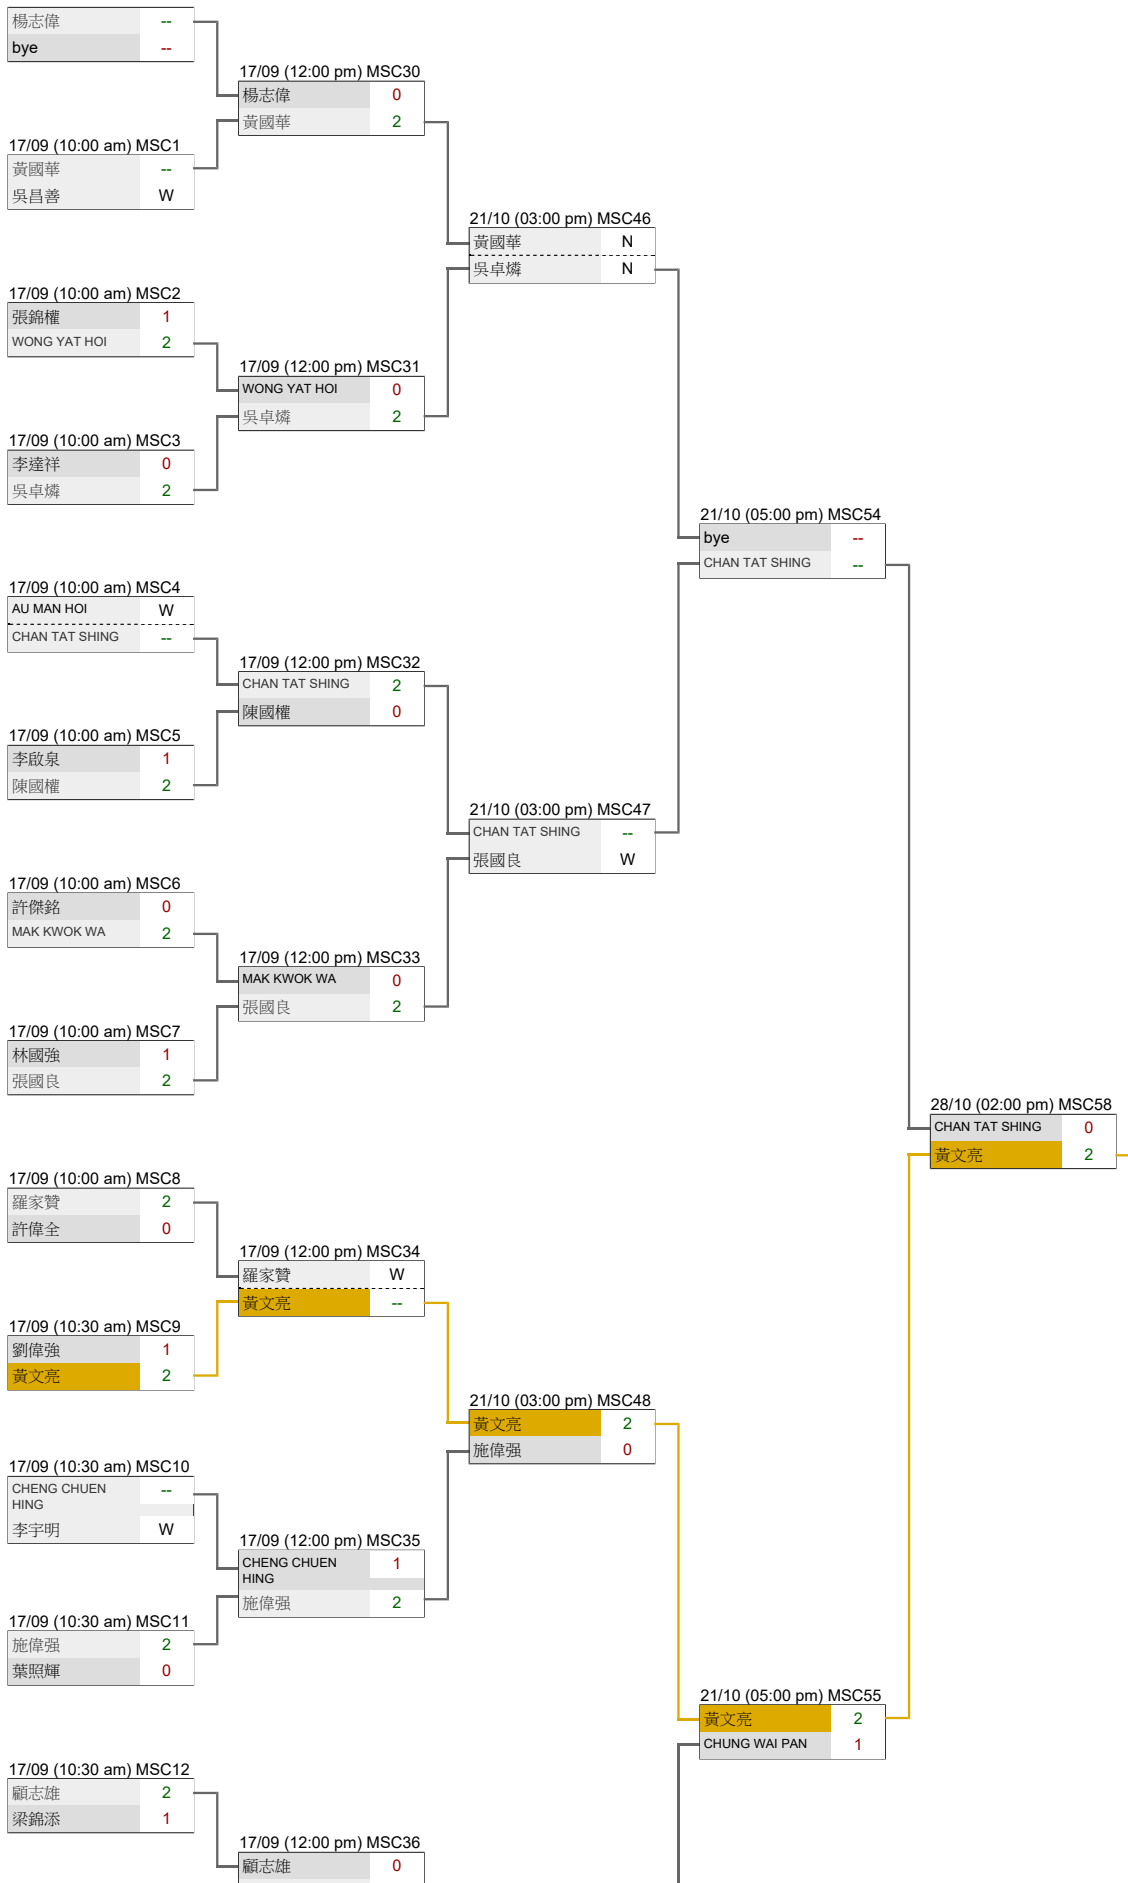 楊志偉 --
bye --
17/09 (12:00 pm) MSC30
楊志偉 0
黃國華 2
17/09 (10:00 am) MSC1
黃國華 --
吳昌善 W
21/10 (03:00 pm) MSC46
黃國華 N
吳卓燐 N
17/09 (10:00 am) MSC2
張錦權 1
WONG YAT HOI 2
17/09 (12:00 pm) MSC31
WONG YAT HOI 0
吳卓燐 2
17/09 (10:00 am) MSC3
李達祥 0
吳卓燐 2
21/10 (05:00 pm) MSC54
bye --
CHAN TAT SHING --
17/09 (10:00 am) MSC4
AU MAN HOI W
CHAN TAT SHING --
17/09 (12:00 pm) MSC32
CHAN TAT SHING 2
陳國權 0
17/09 (10:00 am) MSC5
李啟泉 1
陳國權 2
21/10 (03:00 pm) MSC47
CHAN TAT SHING --
張國良 W
17/09 (10:00 am) MSC6
許傑銘 0
MAK KWOK WA 2
17/09 (12:00 pm) MSC33
MAK KWOK WA 0
張國良 2
17/09 (10:00 am) MSC7
林國強 1
張國良 2
28/10 (02:00 pm) MSC58
CHAN TAT SHING 0
黃文亮 2
17/09 (10:00 am) MSC8
羅家贊 2
許偉全 0
17/09 (12:00 pm) MSC34
羅家贊 W
黃文亮 --
17/09 (10:30 am) MSC9
劉偉強 1
黃文亮 2
21/10 (03:00 pm) MSC48
黃文亮 2
施偉强 0
17/09 (10:30 am) MSC10
CHENG CHUEN --
HING
李宇明 W
17/09 (12:00 pm) MSC35
CHENG CHUEN 1
HING
施偉强 2
17/09 (10:30 am) MSC11
施偉强 2
葉照輝 0
21/10 (05:00 pm) MSC55
黃文亮 2
CHUNG WAI PAN 1
17/09 (10:30 am) MSC12
顧志雄 2
梁錦添 1
17/09 (12:00 pm) MSC36
顧志雄 0